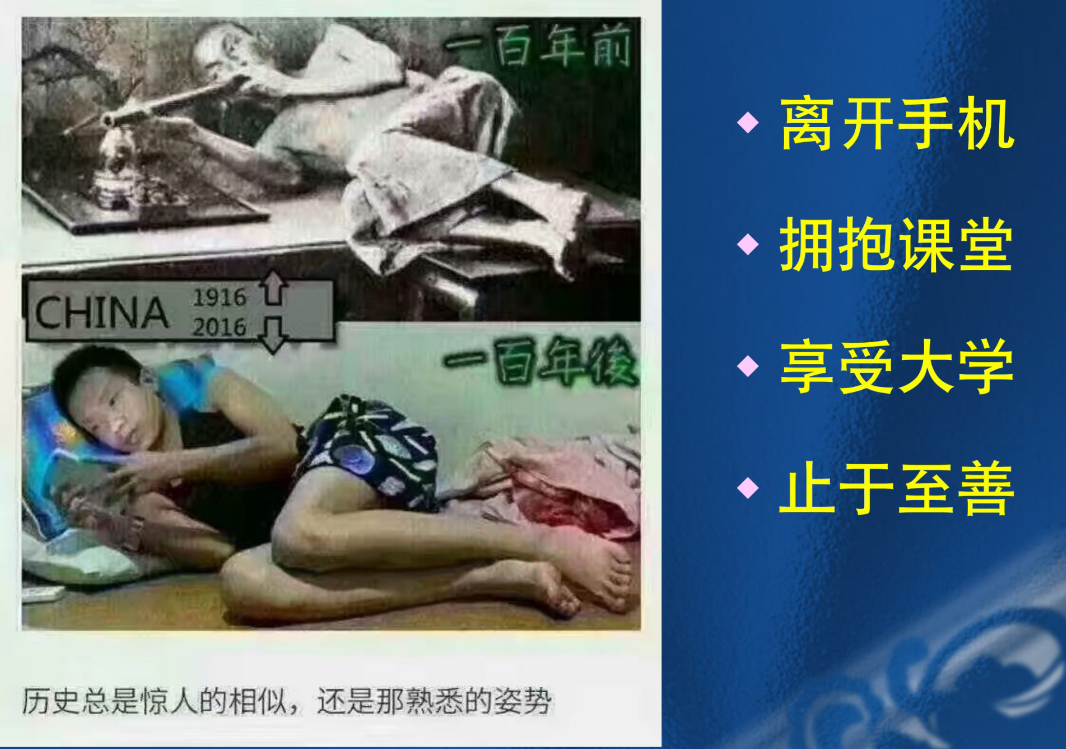 一百年前
CHINA
1916
2016
一百年後
历史总是惊人的相似，还是那熟悉的姿势
离开手机
拥抱课堂
享受大学
止于至善